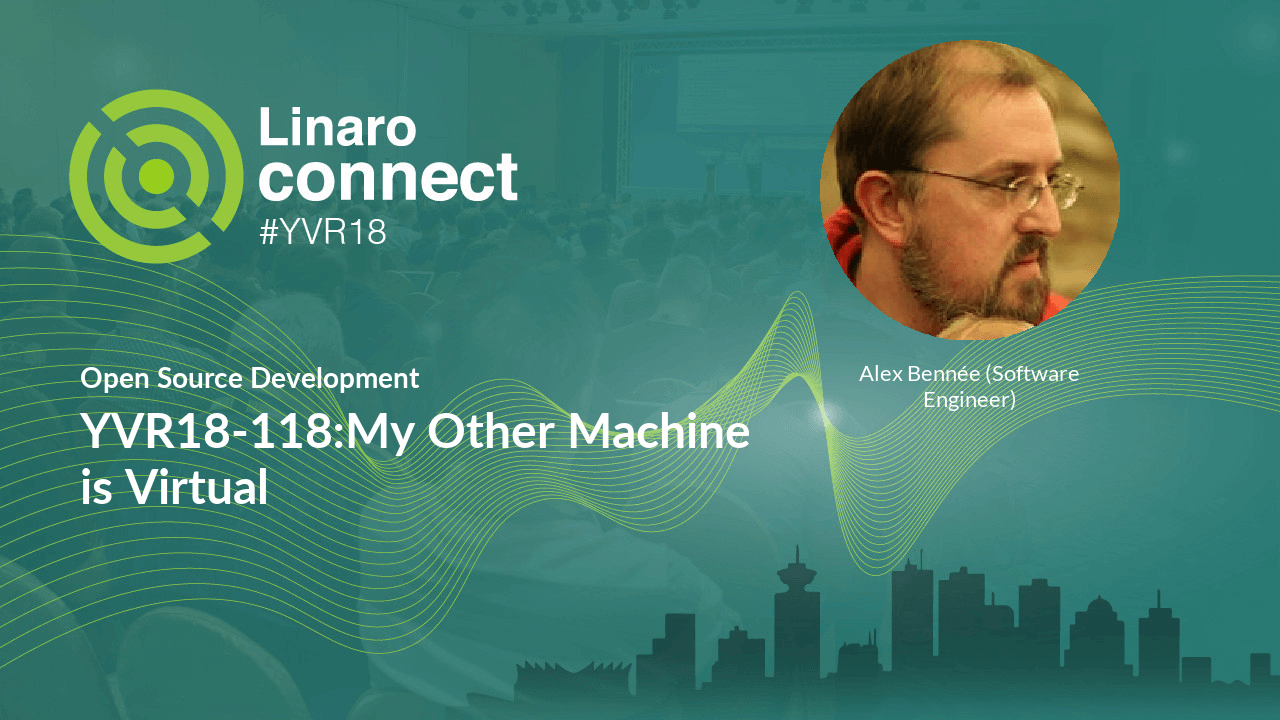 Linaro
connect
#YVR18
Open Source Development
YVR18-118:My Other Machine
is Virtual
Alex Bennée (Software
Engineer)